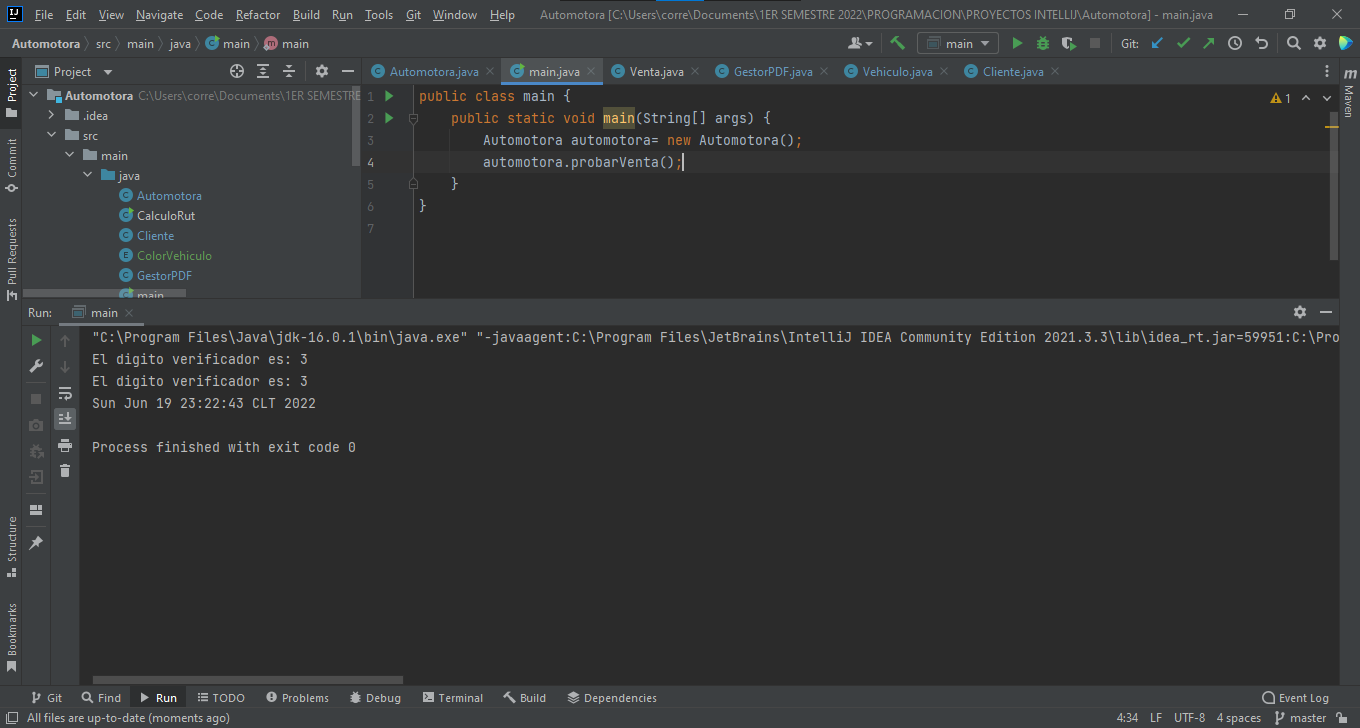 File Edit View Navigate Code Refactor Build Run Tools Git Window Help Automotora [C:\Users\corre\Documents\1ER SEMESTRE 2022\PROGRAMACION\PROYECTOS INTELLIJ\Automotora] - main.java
Automotora src main java main main
main Git:
Project
Automotora.java main.java Venta.java GestorPDF.java Vehiculo.java Cliente.java
Automotora C:\Users\corre\Documents\1ER SEMESTRE
.idea
src
main
java
Automotora
CalculoRut
Cliente
ColorVehiculo
GestorPDF
main
1 public class main {
2 public static void main(String[] args) {
3 Automotora automotora= new Automotora();
4 automotora.probarVenta();
5 }
6 }
7
1
Project
Commit
Pull Requests
Structure
Bookmarks
m Maven
Run: main
"C:\Program Files\Java\jdk-16.0.1\bin\java.exe" "-javaagent:C:\Program Files\JetBrains\IntelliJ IDEA Community Edition 2021.3.3\lib\idea_rt.jar=59951:C:\Pro
El digito verificador es: 3
El digito verificador es: 3
Sun Jun 19 23:22:43 CLT 2022
Process finished with exit code 0
Git Find Run TODO Problems Debug Terminal Build Dependencies Event Log
All files are up-to-date (moments ago) 4:34 LF UTF-8 4 spaces master